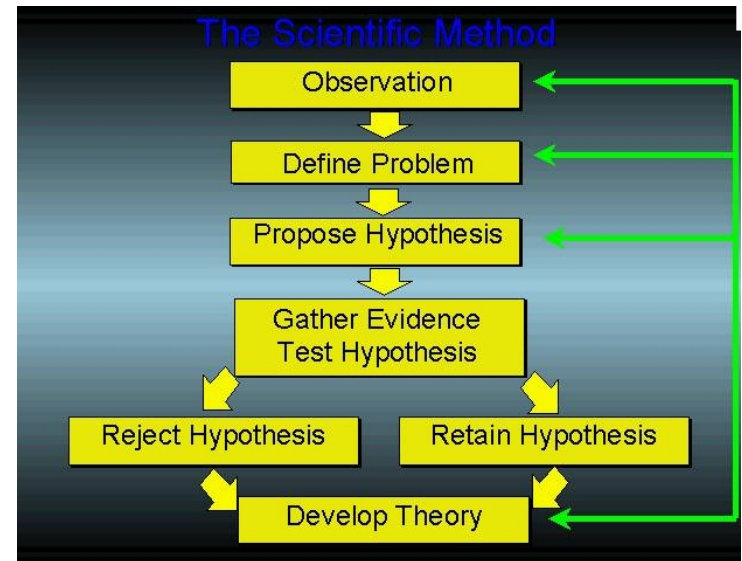 The Scientific Method
Observation
Define Problem
Propose Hypothesis
Gather Evidence
Test Hypothesis
Reject Hypothesis
Retain Hypothesis
Develop Theory